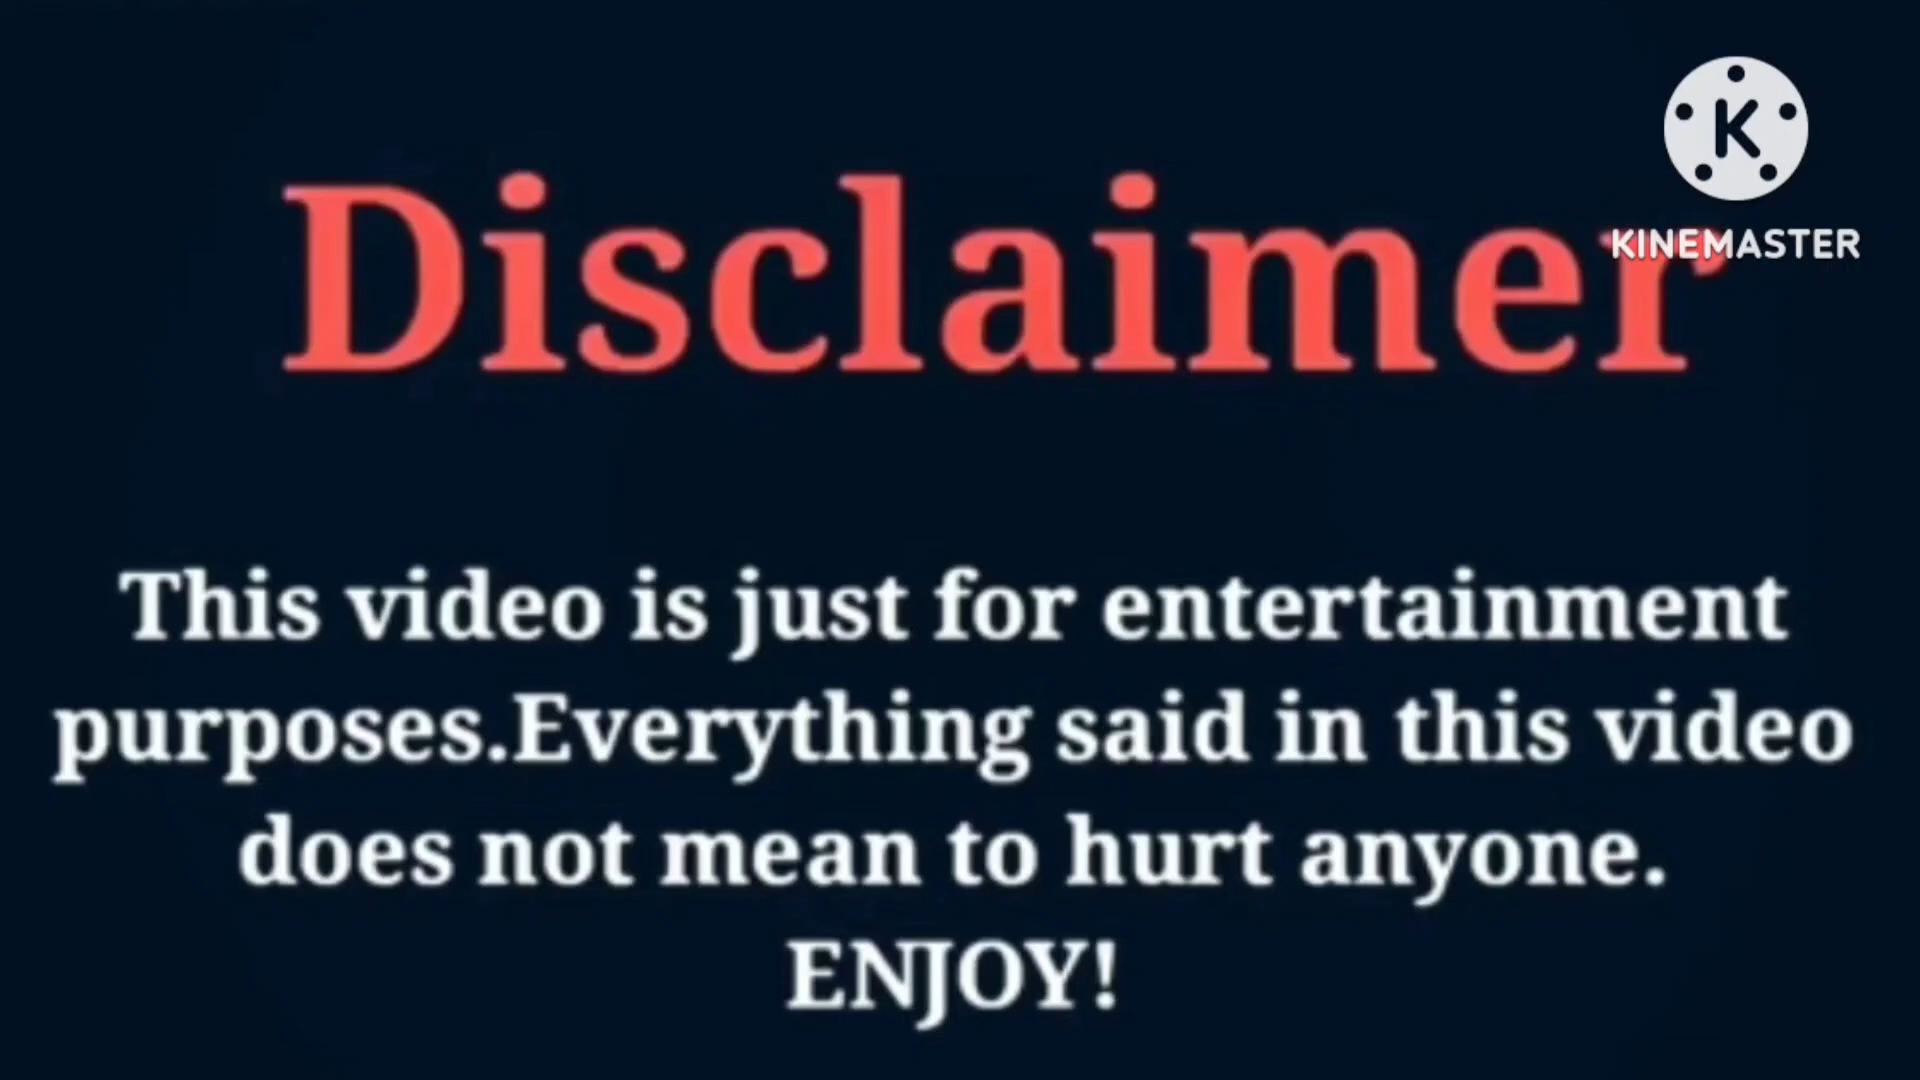 K
KINEMASTER
Disclaimer
This video is just for entertainment
purposes.Everything said in this video
does not mean to hurt anyone.
ENJOY!